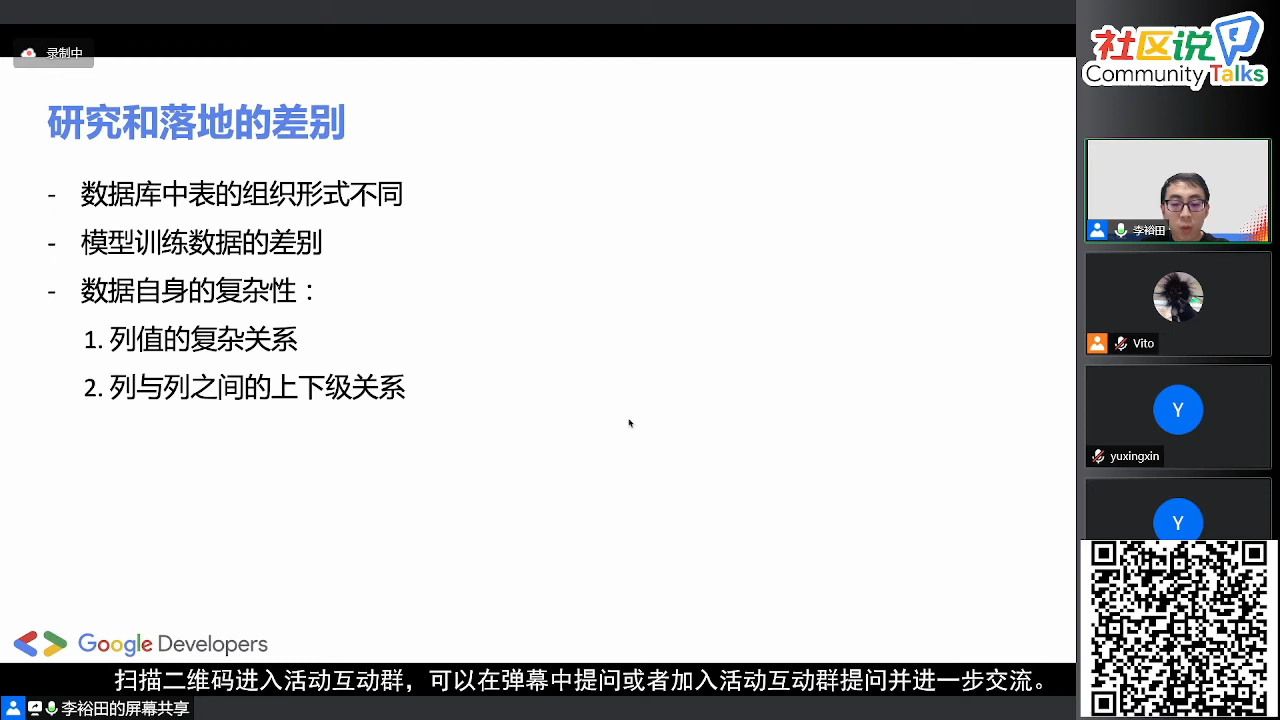 录制中
研究和落地的差别
- 数据库中表的组织形式不同
- 模型训练数据的差别
- 数据自身的复杂性：
1. 列值的复杂关系
2. 列与列之间的上下级关系
Google Developers
扫描二维码进入活动互动群，可以在弹幕中提问或者加入活动互动群提问并进一步交流。
李裕田的屏幕共享
社区说
Community Talks
李裕田
Vito
Y
yuxingxin
Y